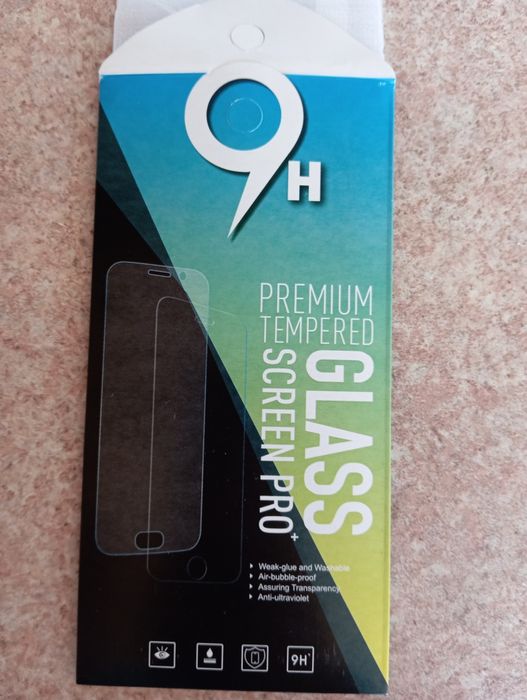 9H
PREMIUM
TEMPERED
GLASS
SCREEN PRO+
Weak-glue and Washable
Air-bubble-proof
Assuring Transparency
Anti-ultraviolet
9H